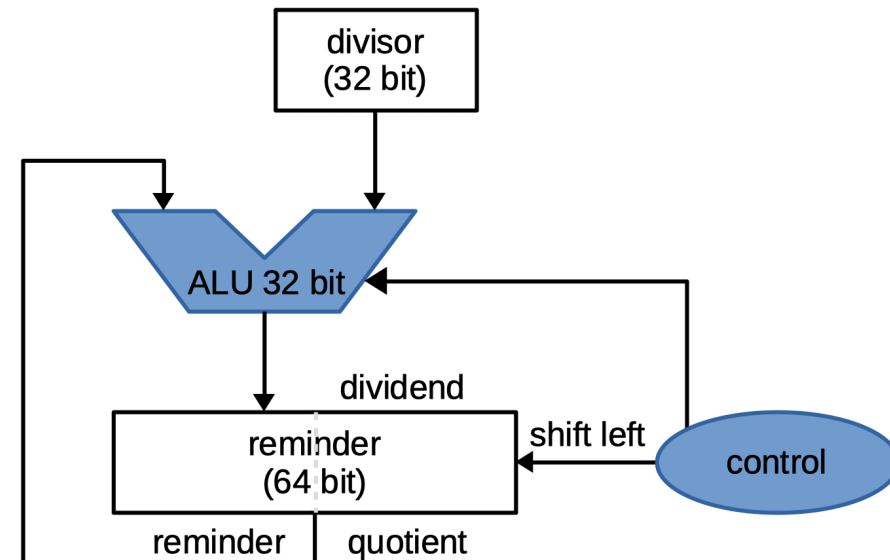 divisor
(32 bit)
ALU 32 bit
dividend
reminder
(64 bit)
shift left
control
reminder
quotient